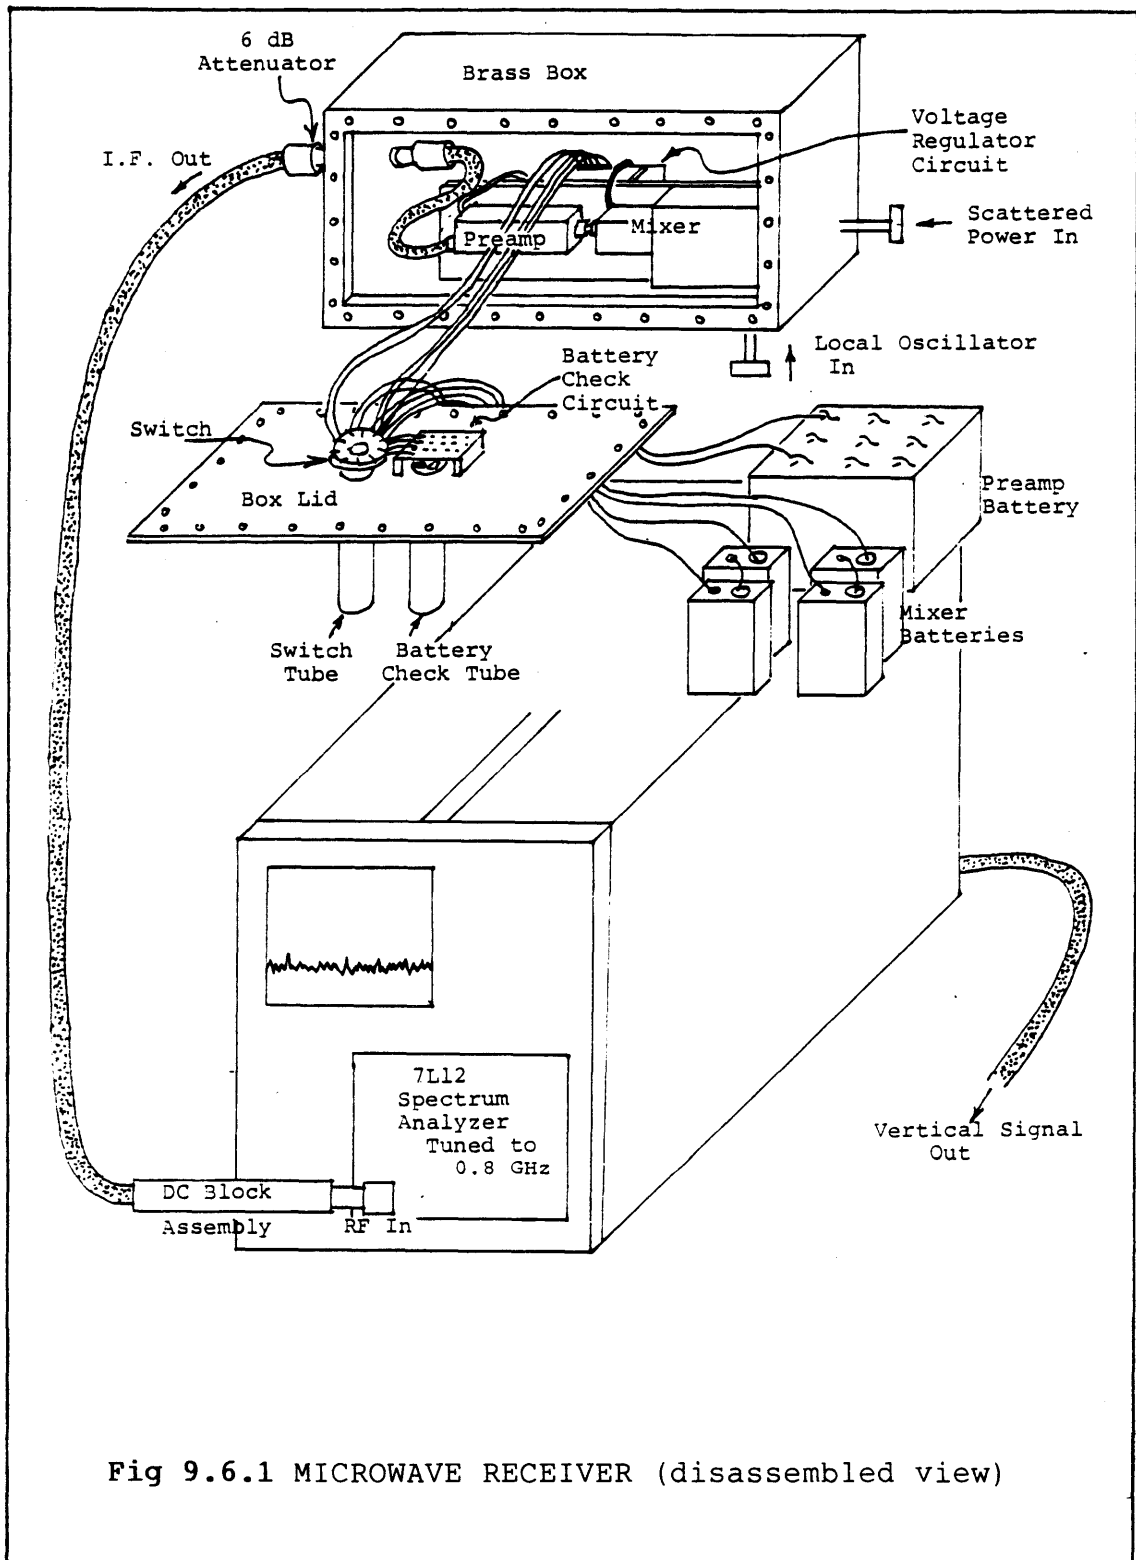 6 dB
Attenuator
Brass Box
Voltage
Regulator
Circuit
I.F. Out
Scattered
Power In
Preamp
Mixer
Local Oscillator
In
Battery
Check
Circuit
Switch
Box Lid
Preamp
Battery
Mixer
Batteries
Switch
Tube
Battery
Check Tube
7L12
Spectrum
Analyzer
Tuned to
0.8 GHz
Vertical Signal
Out
DC Block
Assembly
RF In
Fig 9.6.1 MICROWAVE RECEIVER (disassembled view)